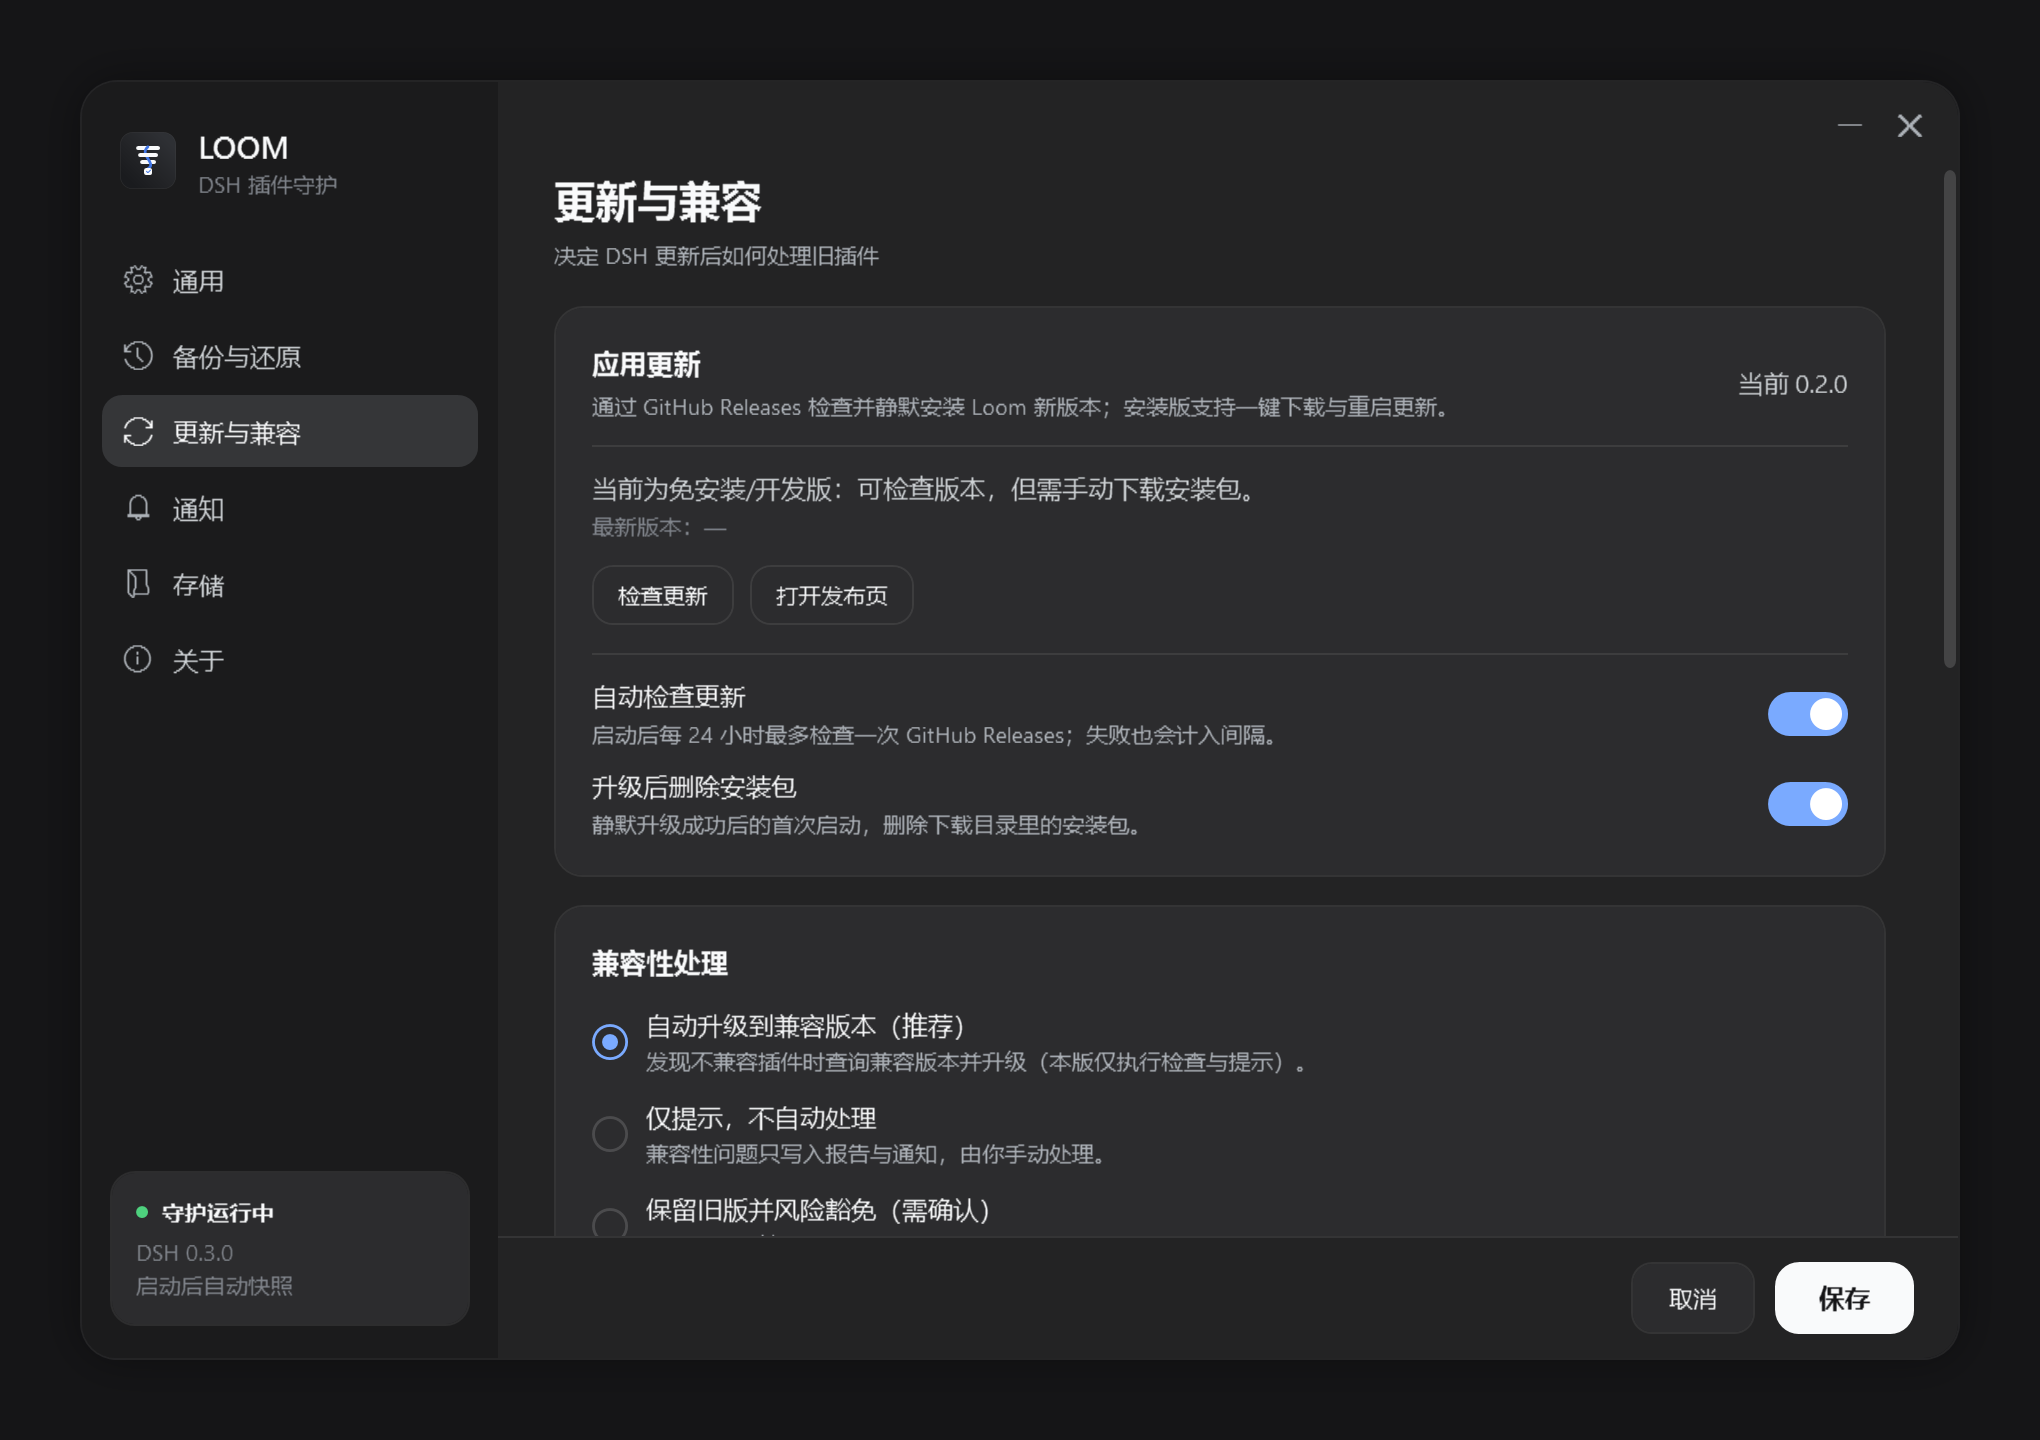 LOOM
DSH 插件守护
通用
备份与还原
更新与兼容
通知
存储
关于
守护运行中
DSH 0.3.0
启动后自动快照
更新与兼容
决定 DSH 更新后如何处理旧插件
应用更新
通过 GitHub Releases 检查并静默安装 Loom 新版本；安装版支持一键下载与重启更新。
当前 0.2.0
当前为免安装/开发版：可检查版本，但需手动下载安装包。
最新版本：—
检查更新
打开发布页
自动检查更新
启动后每 24 小时最多检查一次 GitHub Releases；失败也会计入间隔。
升级后删除安装包
静默升级成功后的首次启动，删除下载目录里的安装包。
兼容性处理
自动升级到兼容版本（推荐）
发现不兼容插件时查询兼容版本并升级（本版仅执行检查与提示）。
仅提示，不自动处理
兼容性问题只写入报告与通知，由你手动处理。
保留旧版并风险豁免（需确认）
取消
保存